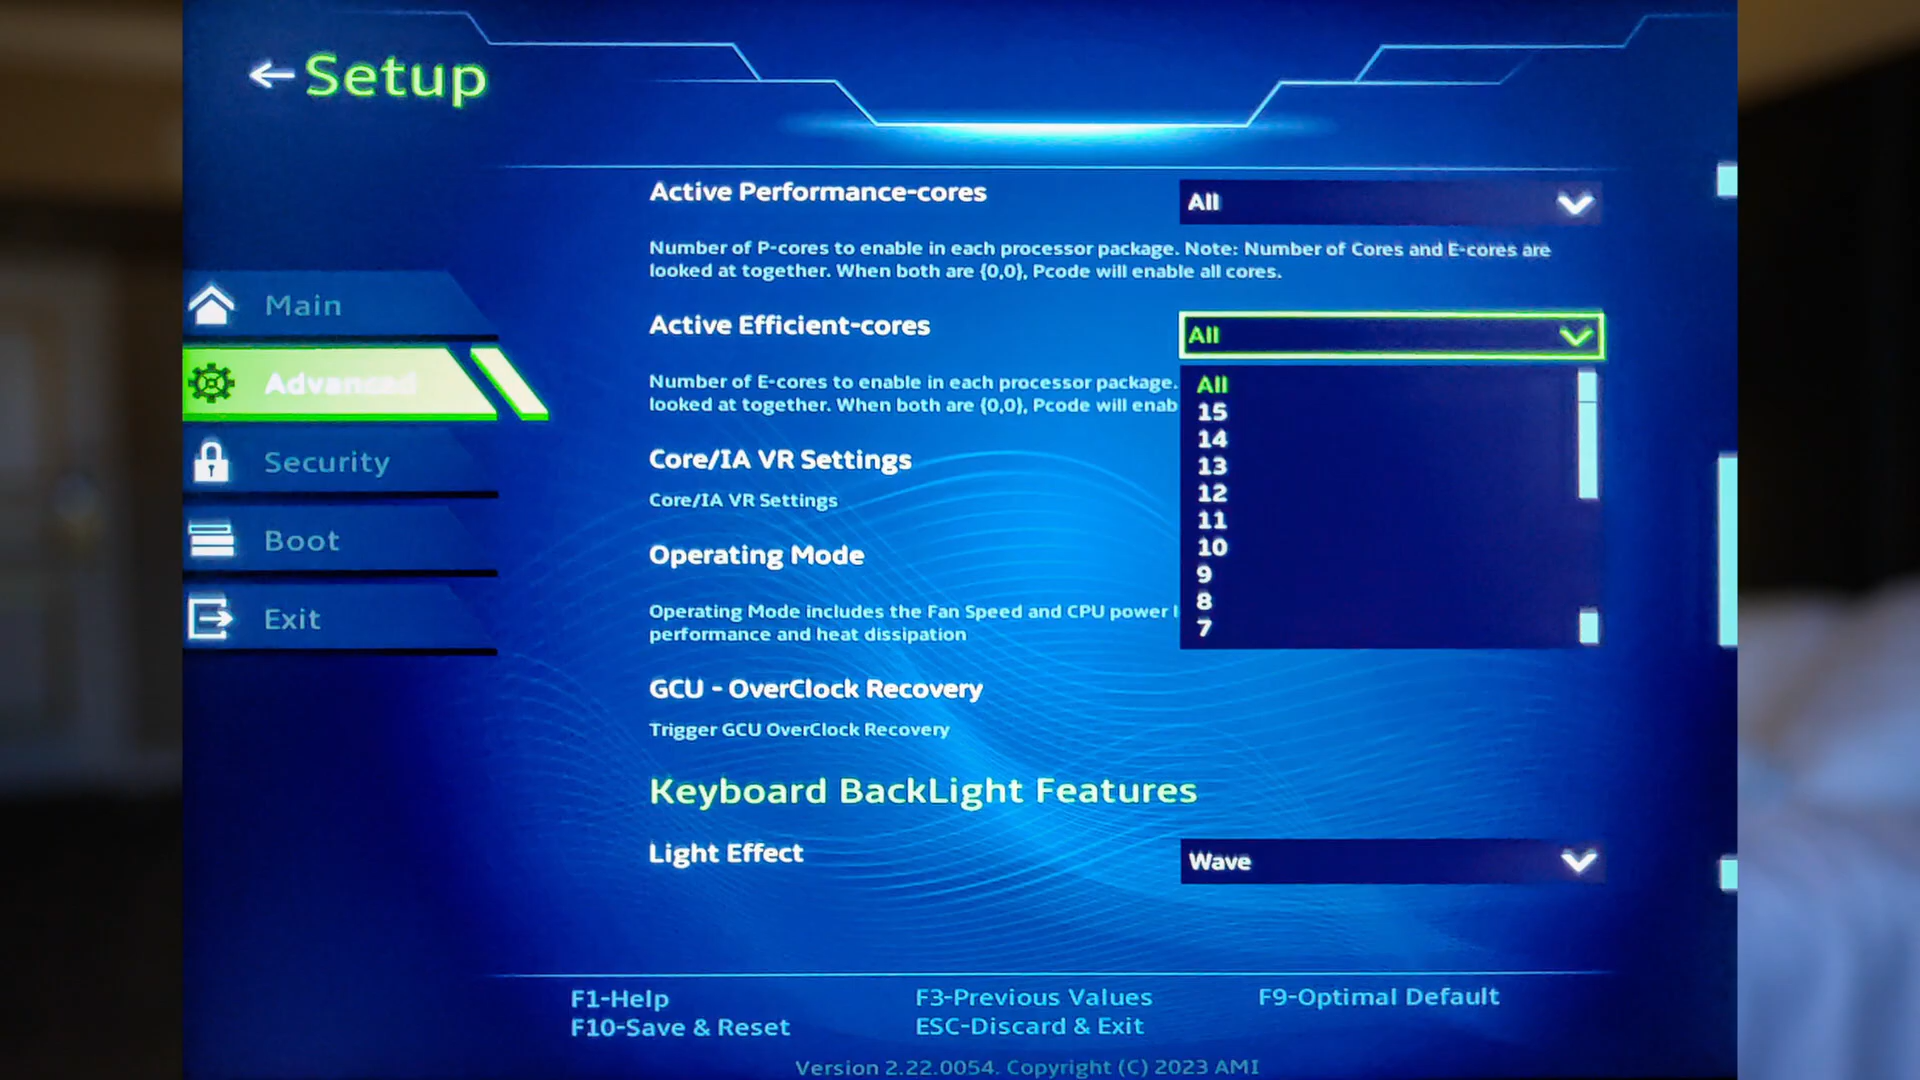 Setup
Active Performance-cores
All
Number of P-cores to enable in each processor package. Note: Number of Cores and E-cores are
looked at together. When both are {0,0}, Pcode will enable all cores.
Main
Advanced
Security
Boot
Exit
Active Efficient-cores
All
Number of E-cores to enable in each processor package.
looked at together. When both are {0,0}, Pcode will enab
All
15
14
13
12
11
10
9
8
7
Core/IA VR Settings
Core/IA VR Settings
Operating Mode
Operating Mode includes the Fan Speed and CPU power l
performance and heat dissipation
GCU - OverClock Recovery
Trigger GCU OverClock Recovery
Keyboard BackLight Features
Light Effect
Wave
F1-Help
F3-Previous Values
F9-Optimal Default
F10-Save & Reset
ESC-Discard & Exit
Version 2.22.0054. Copyright (C) 2023 AMI